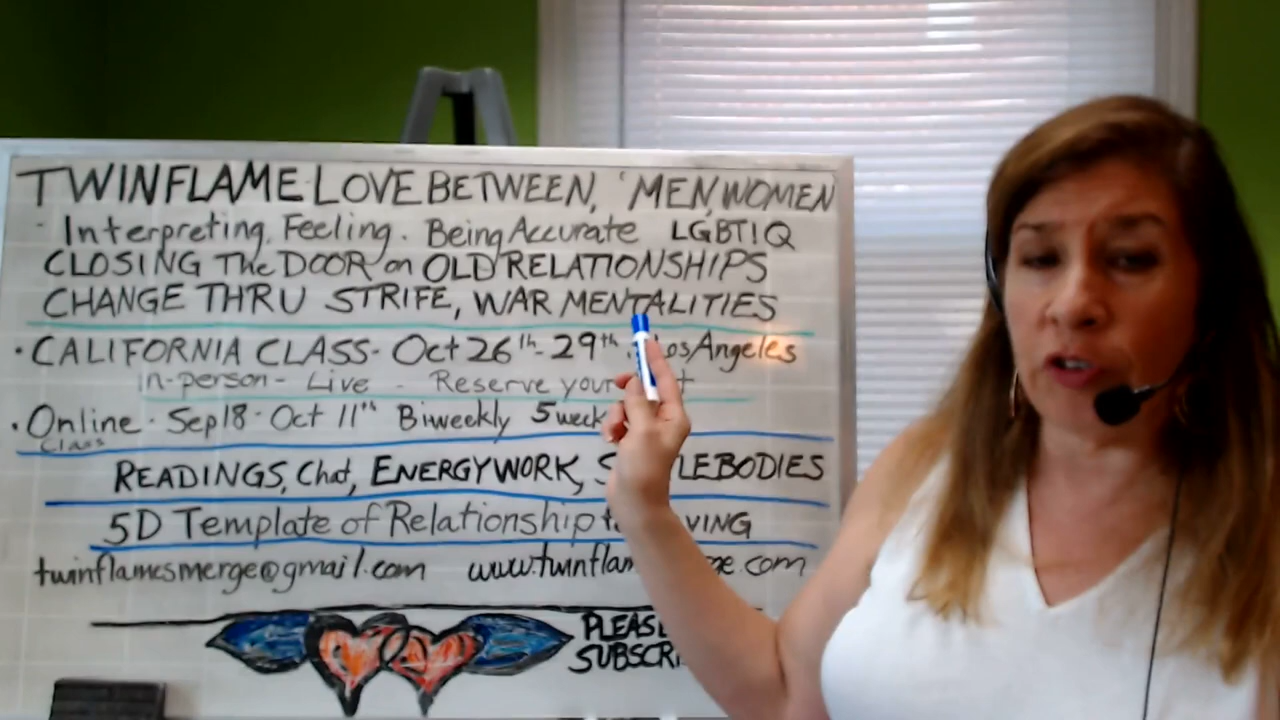 TWINFLAME LOVE BETWEEN, 'MEN, WOMEN
- Interpreting, Feeling. Being Accurate LGBTIQ
CLOSING The DOOR on OLD RELATIONSHIPS
CHANGE THRU STRIFE, WAR MENTALITIES
• CALIFORNIA CLASS - Oct 26th - 29th. Los Angeles
in-person - Live - Reserve your
• Online - Sep 18 - Oct 11th Biweekly 5 week
Class
READINGS, Chat, ENERGYWORK, BODIES
5D Template of Relationship
twinflamesmerge@gmail.com
PLEASE